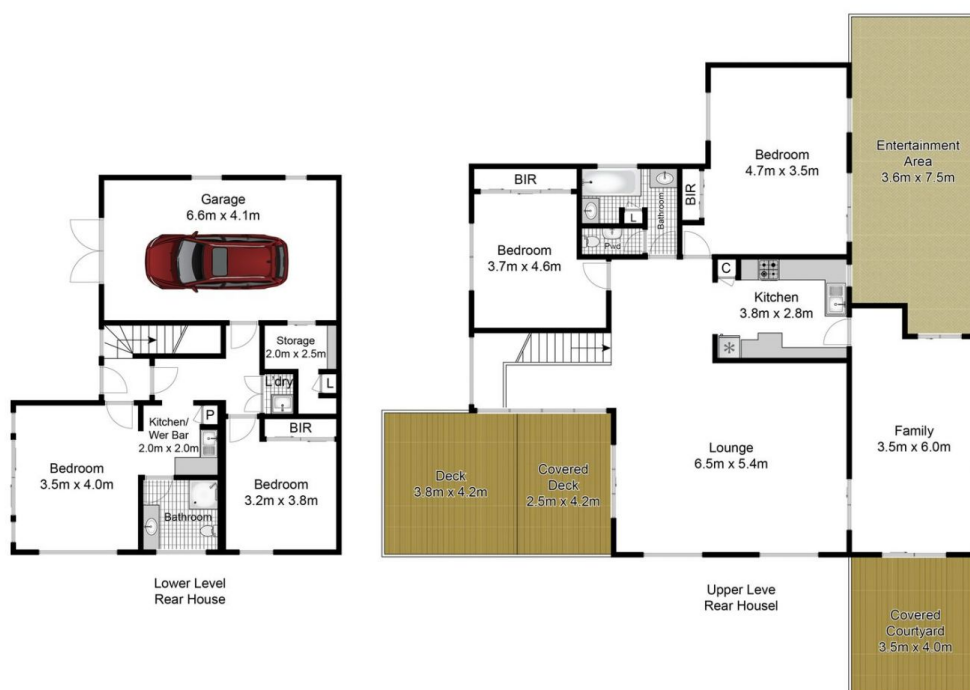 Garage
6.6m x 4.1m
Storage
2.0m x 2.5m
L'dry
L
P
Kitchen/
Wer Bar
2.0m x 2.0m
BIR
Bedroom
3.5m x 4.0m
Bedroom
3.2m x 3.8m
Bathroom
Lower Level
Rear House
Entertainment
Area
3.6m x 7.5m
Bedroom
4.7m x 3.5m
BIR
BIR
L
Bathroom
Pwd
Bedroom
3.7m x 4.6m
C
Kitchen
3.8m x 2.8m
Family
3.5m x 6.0m
Lounge
6.5m x 5.4m
Deck
3.8m x 4.2m
Covered
Deck
2.5m x 4.2m
Upper Leve
Rear Housel
Covered
Courtyard
3.5m x 4.0m